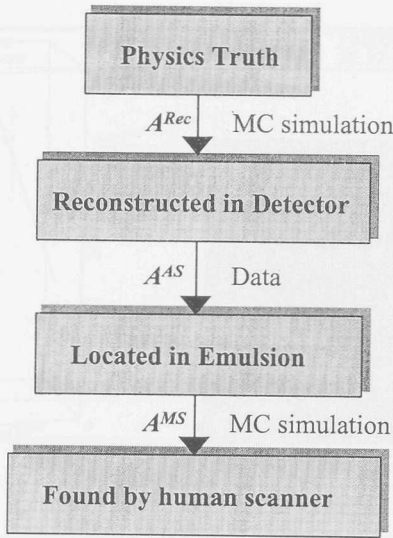 Physics Truth
A^Rec MC simulation
Reconstructed in Detector
A^AS Data
Located in Emulsion
A^MS MC simulation
Found by human scanner